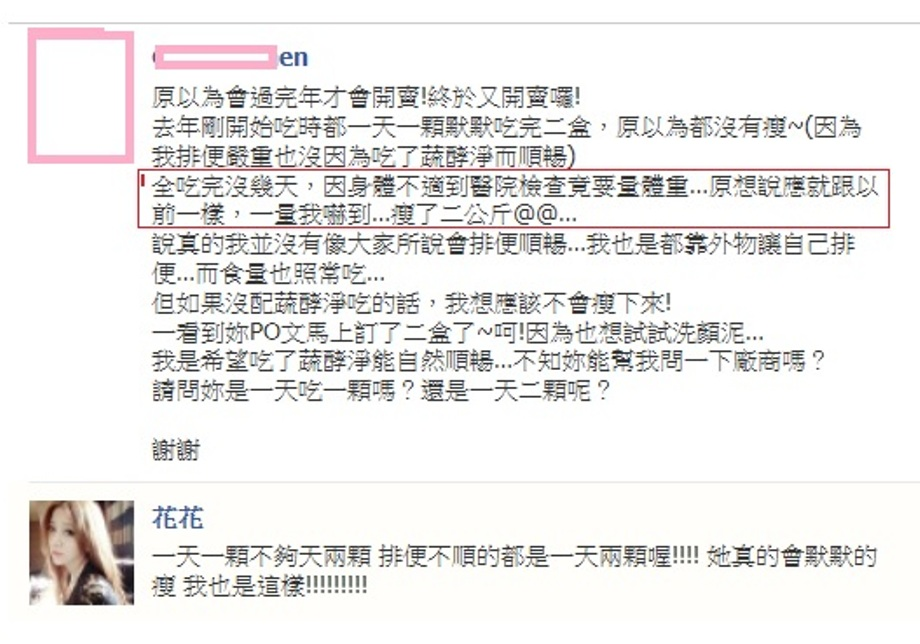 en
原以為會過完年才會開賣!終於又開賣囉!
去年剛開始吃時都一天一顆默默吃完二盒，原以為都沒有瘦~(因為
我排便嚴重也沒因為吃了蔬酵淨而順暢)
全吃完沒幾天，因身體不適到醫院檢查竟要量體重...原想說應就跟以
前一樣，一量我嚇到...瘦了二公斤@@...
說真的我並沒有像大家所說會排便順暢...我也是都靠外物讓自己排
便...而食量也照常吃...
但如果沒配蔬酵淨吃的話，我想應該不會瘦下來!
一看到妳PO文馬上訂了二盒了~呵!因為也想試試洗顏泥...
我是希望吃了蔬酵淨能自然順暢...不知妳能幫我問一下廠商嗎？
請問妳是一天吃一顆嗎？還是一天二顆呢？
謝謝
花花
一天一顆不夠天兩顆 排便不順的都是一天兩顆喔!!!! 她真的會默默的
瘦 我也是這樣!!!!!!!!!